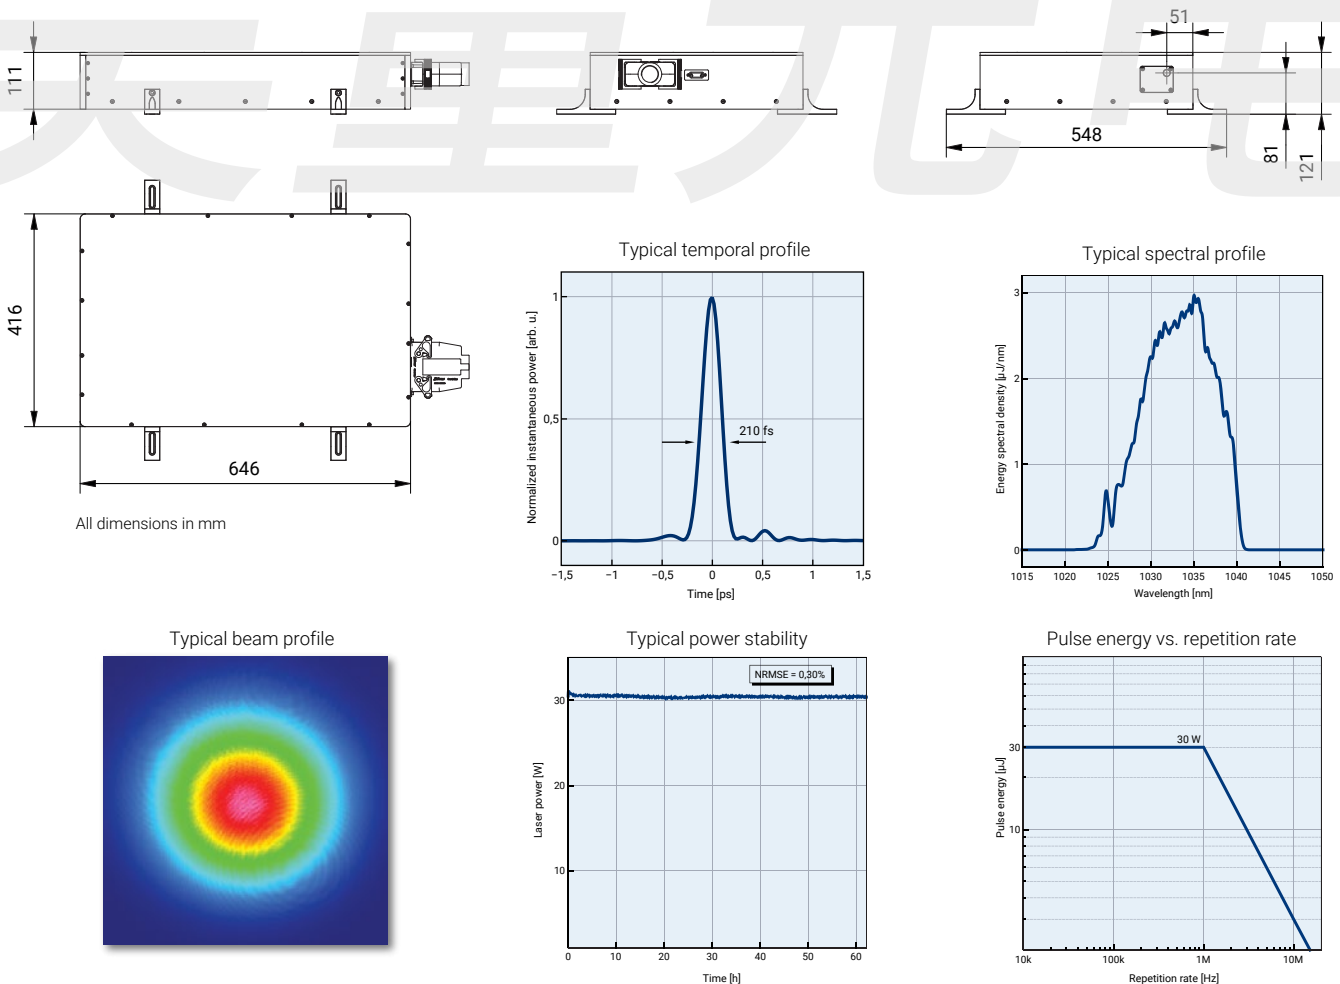 天里光电
51
111
548
81
121
416
646
All dimensions in mm
Typical temporal profile
Normalized instantaneous power [arb. u.]
1
0,5
0
210 fs
−1,5 −1 −0,5 0 0,5 1 1,5
Time [ps]
Typical spectral profile
Energy spectral density [µJ/nm]
3
2
1
0
1015 1020 1025 1030 1035 1040 1045 1050
Wavelength [nm]
Typical beam profile
Typical power stability
NRMSE = 0,30%
Laser power [W]
30
20
10
0 10 20 30 40 50 60
Time [h]
Pulse energy vs. repetition rate
30 W
Pulse energy [µJ]
30
10
10k 100k 1M 10M
Repetition rate [Hz]